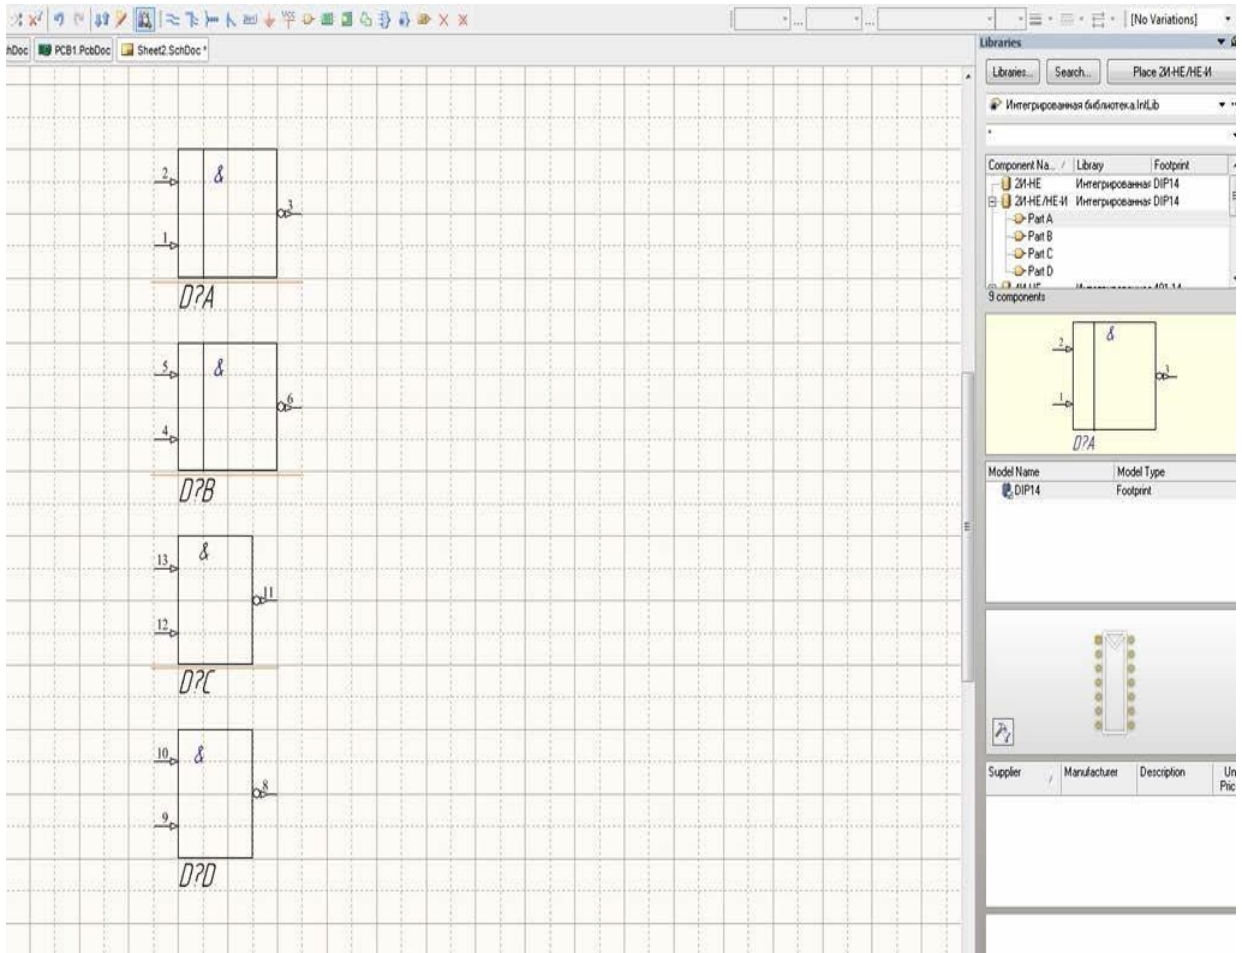 [No Variations]
hDoc PCB1.PcbDoc Sheet2.SchDoc *
Libraries
Libraries... Search... Place 2И-НЕ/НЕ-И
Интегрированная библиотека.IntLib
*
Component Na... / Library Footprint
2И-НЕ Интегрированная DIP14
2И-НЕ/НЕ-И Интегрированная DIP14
Part A
Part B
Part C
Part D
9 components
2 & 3
1
D?A
Model Name Model Type
DIP14 Footprint
Supplier / Manufacturer Description Un
Pric
2 & 3
1
D?A
5 & 6
4
D?B
13 & 11
12
D?C
10 & 8
9
D?D